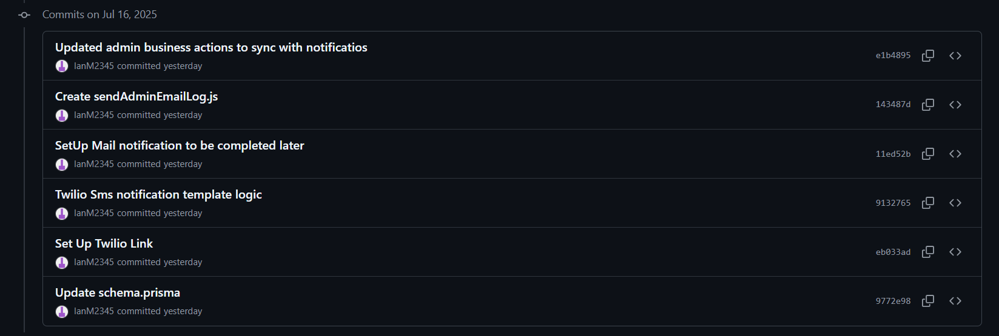 Commits on Jul 16, 2025
Updated admin business actions to sync with notificatios
IanM2345 committed yesterday
e1b4895
Create sendAdminEmailLog.js
IanM2345 committed yesterday
143487d
SetUp Mail notification to be completed later
IanM2345 committed yesterday
11ed52b
Twilio Sms notification template logic
IanM2345 committed yesterday
9132765
Set Up Twilio Link
IanM2345 committed yesterday
eb033ad
Update schema.prisma
IanM2345 committed yesterday
9772e98